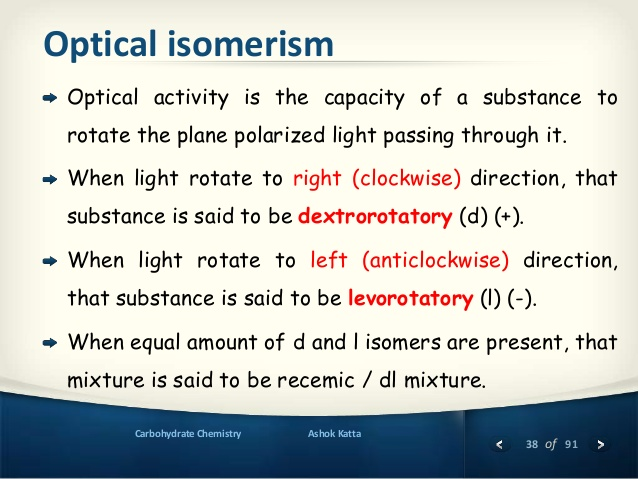 Optical isomerism
Optical activity is the capacity of a substance to
rotate the plane polarized light passing through it.
When light rotate to right (clockwise) direction, that
substance is said to be dextrorotatory (d) (+).
When light rotate to left (anticlockwise) direction,
that substance is said to be levorotatory (l) (-).
When equal amount of d and l isomers are present, that
mixture is said to be recemic / dl mixture.
Carbohydrate Chemistry Ashok Katta
< 38 of 91 >